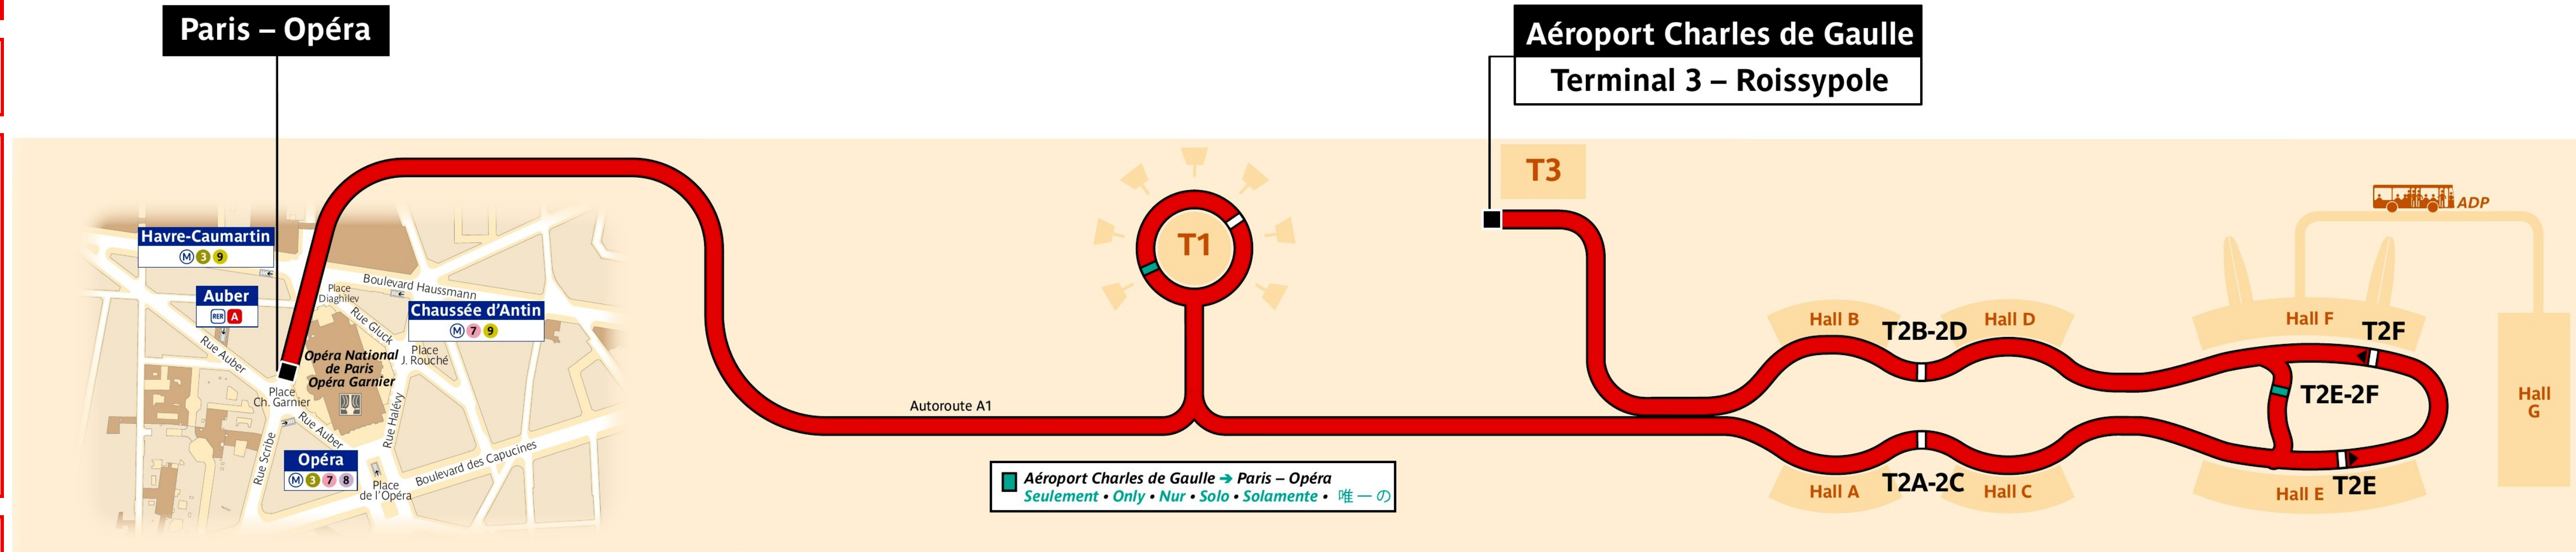 Paris – Opéra
Aéroport Charles de Gaulle
Terminal 3 – Roissypole
Havre-Caumartin
M 3 9
Auber
RER A
Place
Diaghilev
Boulevard Haussmann
Chaussée d'Antin
M 7 9
Rue Gluck
Rue Auber
Opéra National
de Paris
Opéra Garnier
Place
J. Rouché
Place
Ch. Garnier
Rue Auber
Rue Halévy
Rue Scribe
Opéra
M 3 7 8
Place
de l'Opéra
Boulevard des Capucines
Autoroute A1
T1
Aéroport Charles de Gaulle ➔ Paris – Opéra
Seulement • Only • Nur • Solo • Solamente • 唯一の
T3
Hall B
T2B-2D
Hall D
Hall A
T2A-2C
Hall C
ADP
Hall F
T2F
T2E-2F
Hall E
T2E
Hall
G